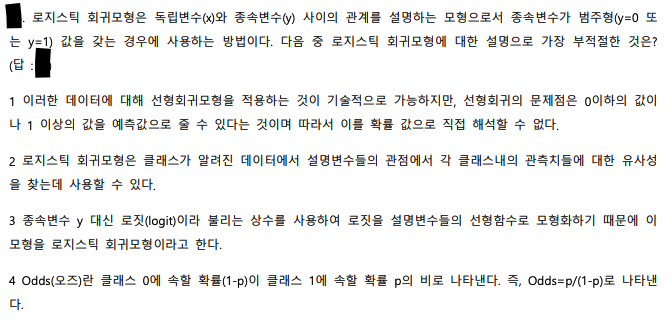 . 로지스틱 회귀모형은 독립변수(x)와 종속변수(y) 사이의 관계를 설명하는 모형으로서 종속변수가 범주형(y=0 또
는 y=1) 값을 갖는 경우에 사용하는 방법이다. 다음 중 로지스틱 회귀모형에 대한 설명으로 가장 부적절한 것은?
(답 : )
1 이러한 데이터에 대해 선형회귀모형을 적용하는 것이 기술적으로 가능하지만, 선형회귀의 문제점은 0이하의 값이
나 1 이상의 값을 예측값으로 줄 수 있다는 것이며 따라서 이를 확률 값으로 직접 해석할 수 없다.
2 로지스틱 회귀모형은 클래스가 알려진 데이터에서 설명변수들의 관점에서 각 클래스내의 관측치들에 대한 유사성
을 찾는데 사용할 수 있다.
3 종속변수 y 대신 로짓(logit)이라 불리는 상수를 사용하여 로짓을 설명변수들의 선형함수로 모형화하기 때문에 이
모형을 로지스틱 회귀모형이라고 한다.
4 Odds(오즈)란 클래스 0에 속할 확률(1-p)이 클래스 1에 속할 확률 p의 비로 나타낸다. 즉, Odds=p/(1-p)로 나타낸
다.